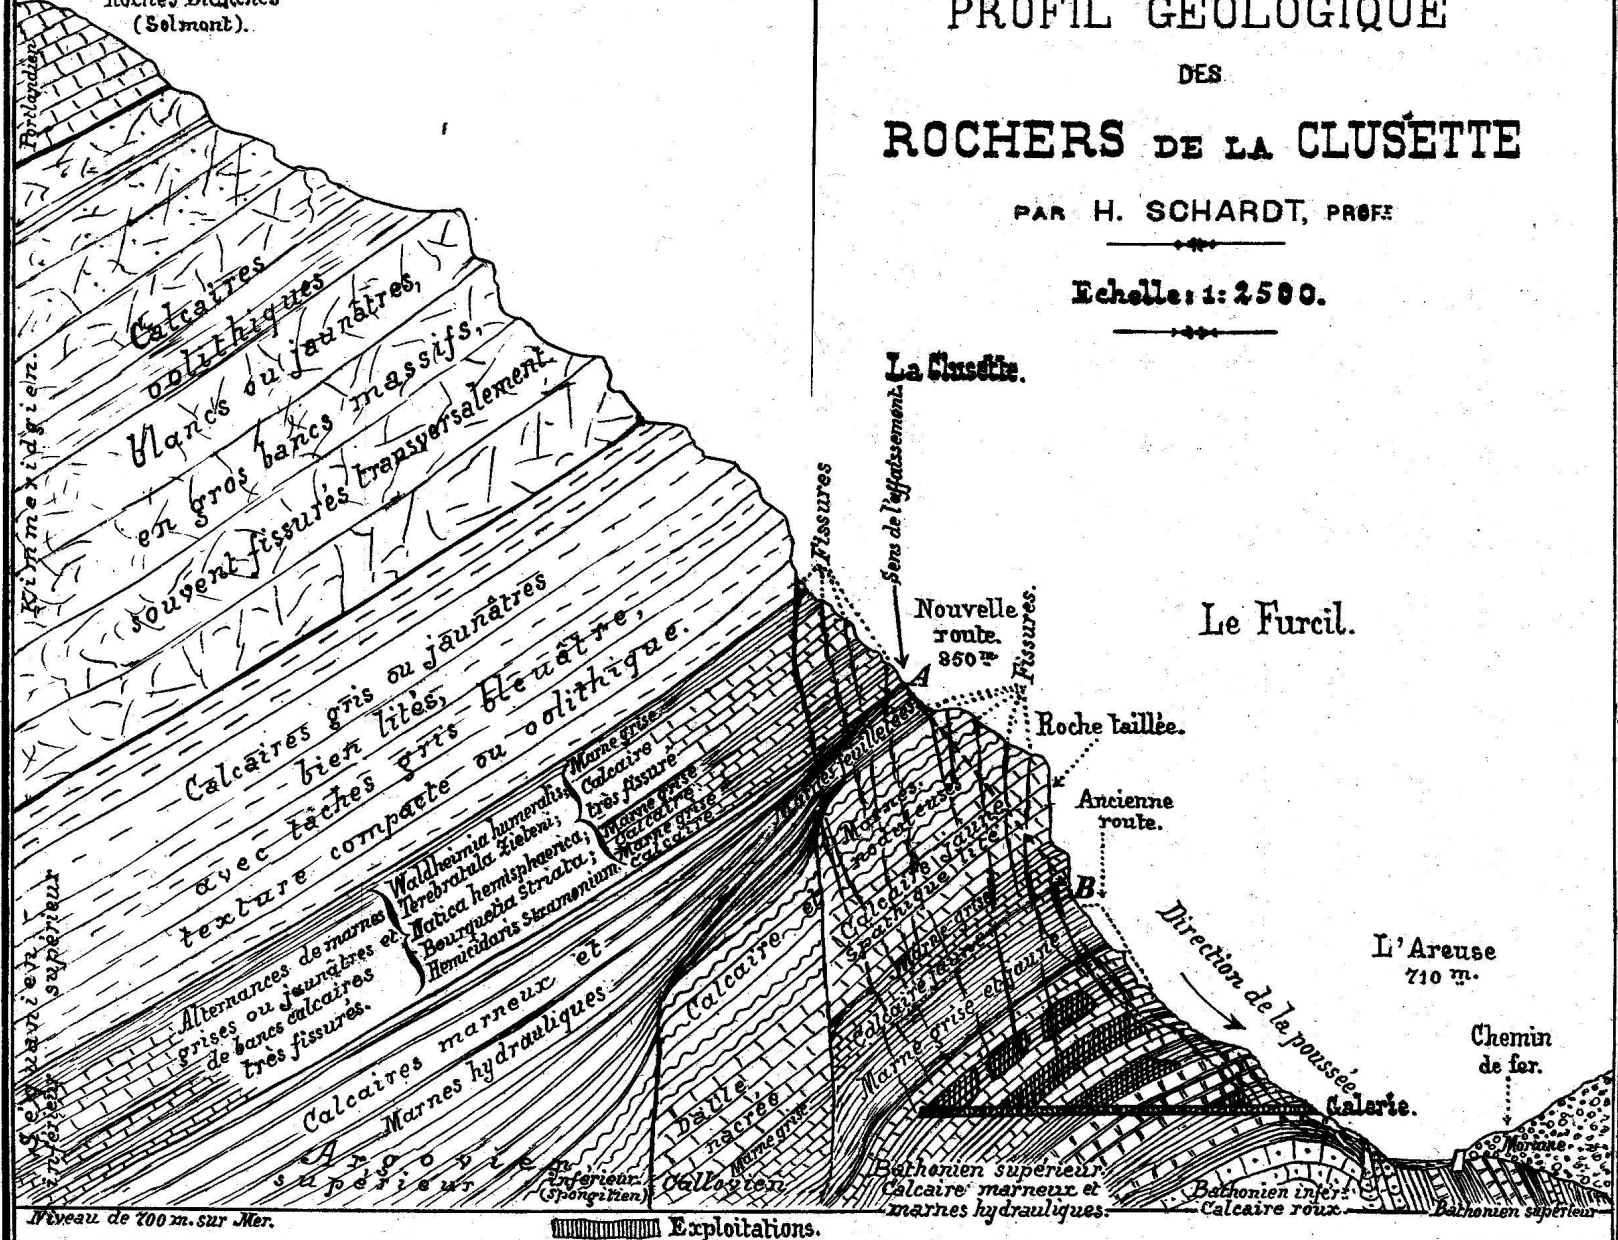 Roches Blanches
(Solmont).
PROFIL GÉOLOGIQUE
DES
ROCHERS DE LA CLUSETTE
PAR H. SCHARDT, PROFR
Echelle: 1:2500.
Portlandien
Kimmeridgien.
Séquanien
supérieur
inférieur
Calcaires
oolithiques
blancs ou jaunâtres,
en gros bancs massifs,
souvent fissurés transversalement
Calcaires gris ou jaunâtres
bien lités,
avec tâches gris bleuâtre,
texture compacte ou oolithique.
Alternances de marnes
grises ou jaunâtres et
de bancs calcaires
très fissurés.
Waldheimia humeralis,
Terebratula Zieteni;
Natica hemisphaerica;
Bourguetia Striata;
Hemicidaris Stramonium
Marne grise
Calcaire
très fissuré
Marne grise
Calcaire
Marne grise
Calcaire
Calcaires marneux et
Marnes hydrauliques
Argovien
supérieur
inférieur
(Spongitien)
La Clusette.
Sens de l'affaissement.
Fissures
Nouvelle
route.
850 m
A
Fissures.
Le Furcil.
Roche taillée.
Ancienne
route.
B
Marnes feuilletées
Marnes
noduleuses
Calcaire jaune
spathique lité
Marne grise
Calcaire jaune
Marne grise et jaune
Calcaire et
Dalle
nacrée
Marne grise
Callovien
Direction de la poussée.
L'Areuse
710 m.
Chemin
de fer.
Galerie.
Moraine
Bathonien supérieur
Calcaire marneux et
marnes hydrauliques.
Bathonien infér:
Calcaire roux.
Bathonien supérieur
Niveau de 700 m. sur Mer.
Exploitations.